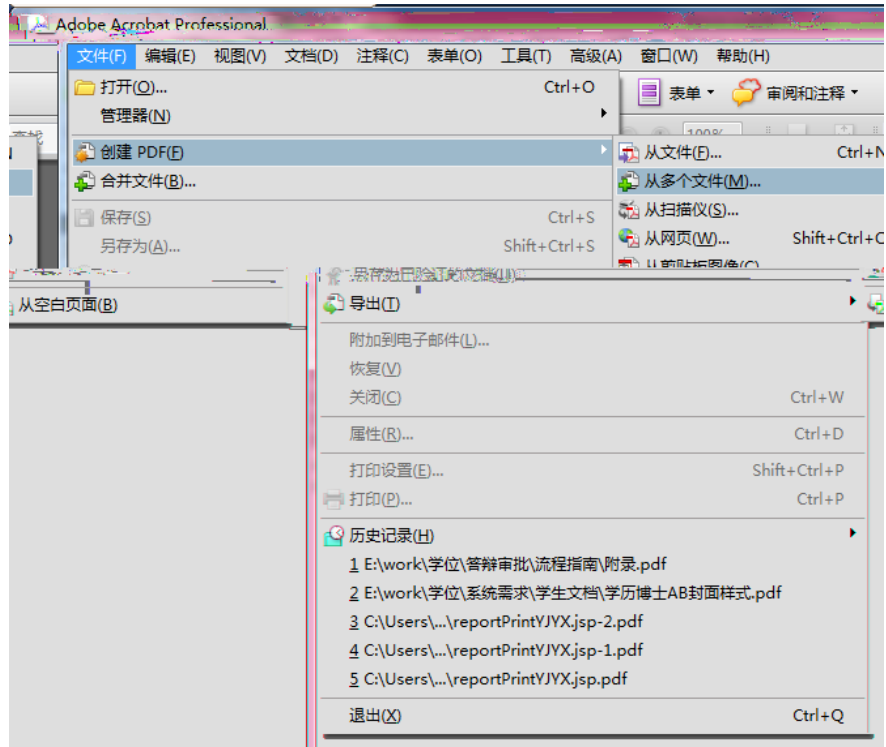 Adobe Acrobat Professional
文件(F) 编辑(E) 视图(V) 文档(D) 注释(C) 表单(O) 工具(T) 高级(A) 窗口(W) 帮助(H)
打开(O)... Ctrl+O
表单 审阅和注释
管理器(N)
100%
创建 PDF(F)
从文件(F)... Ctrl+N
合并文件(B)...
从多个文件(M)...
保存(S) Ctrl+S
从扫描仪(S)...
另存为(A)... Shift+Ctrl+S
从网页(W)... Shift+Ctrl+C
从剪贴板图像(C)
从空白页面(B)
导出(T)
附加到电子邮件(L)...
恢复(V)
关闭(C) Ctrl+W
属性(R)... Ctrl+D
打印设置(E)... Shift+Ctrl+P
打印(P)... Ctrl+P
历史记录(H)
1 E:\work\学位\答辩审批\流程指南\附录.pdf
2 E:\work\学位\系统需求\学生文档\学历博士AB封面样式.pdf
3 C:\Users\...\reportPrintYJYX.jsp-2.pdf
4 C:\Users\...\reportPrintYJYX.jsp-1.pdf
5 C:\Users\...\reportPrintYJYX.jsp.pdf
退出(X) Ctrl+Q